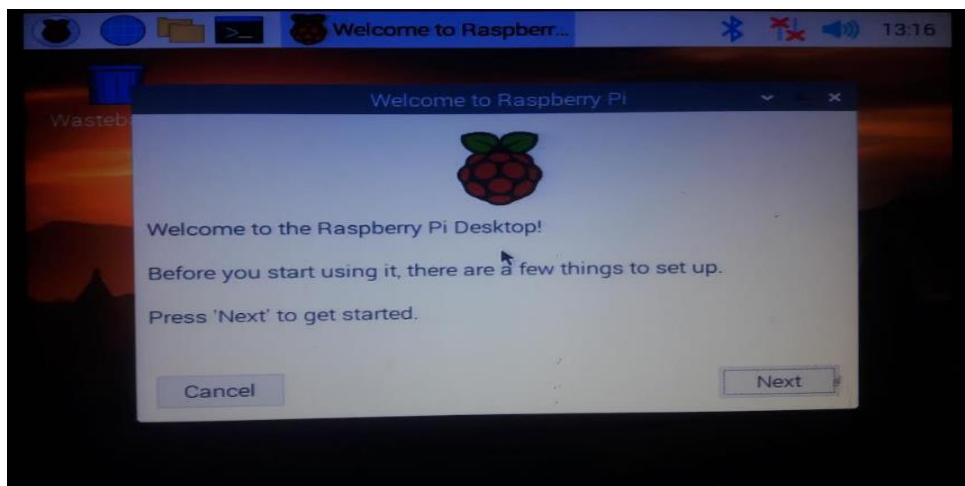 >_
Welcome to Raspberr...
13:16
Welcome to Raspberry Pi
Welcome to the Raspberry Pi Desktop!
Before you start using it, there are a few things to set up.
Press 'Next' to get started.
Cancel
Next